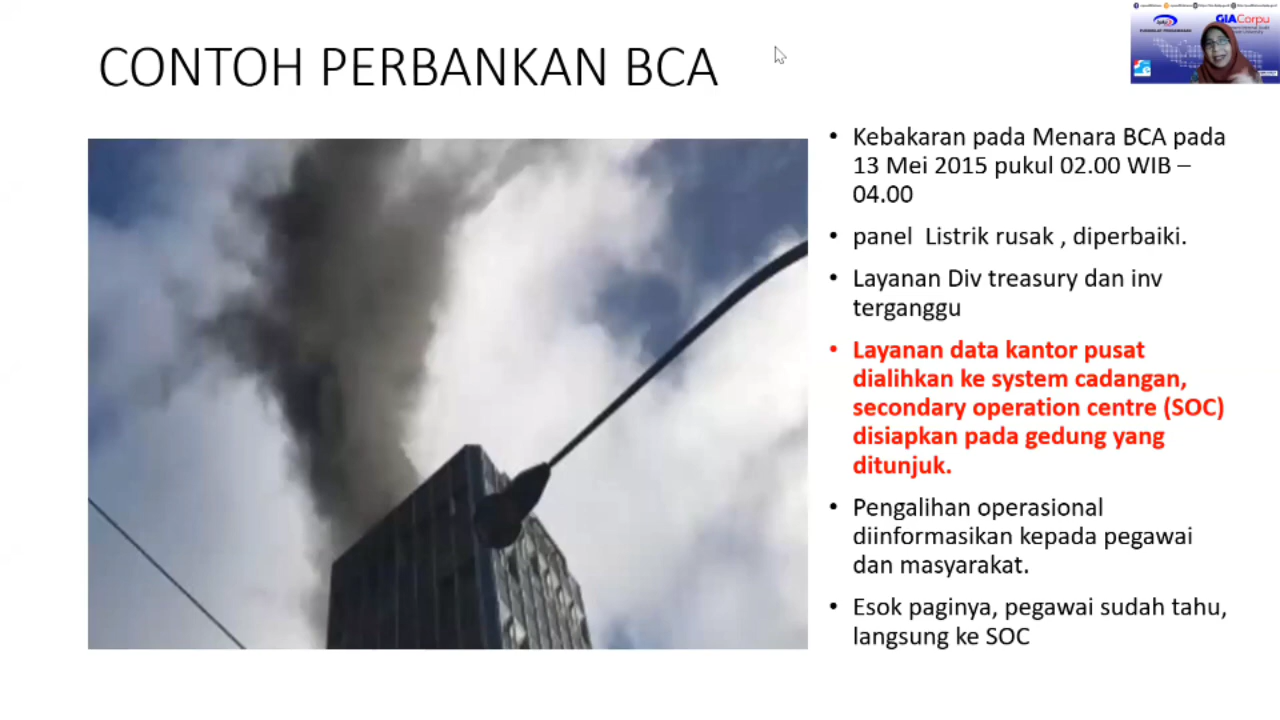 CONTOH PERBANKAN BCA
GIACorpu
• Kebakaran pada Menara BCA pada
13 Mei 2015 pukul 02.00 WIB –
04.00
• panel Listrik rusak , diperbaiki.
• Layanan Div treasury dan inv
terganggu
• Layanan data kantor pusat
dialihkan ke system cadangan,
secondary operation centre (SOC)
disiapkan pada gedung yang
ditunjuk.
• Pengalihan operasional
diinformasikan kepada pegawai
dan masyarakat.
• Esok paginya, pegawai sudah tahu,
langsung ke SOC